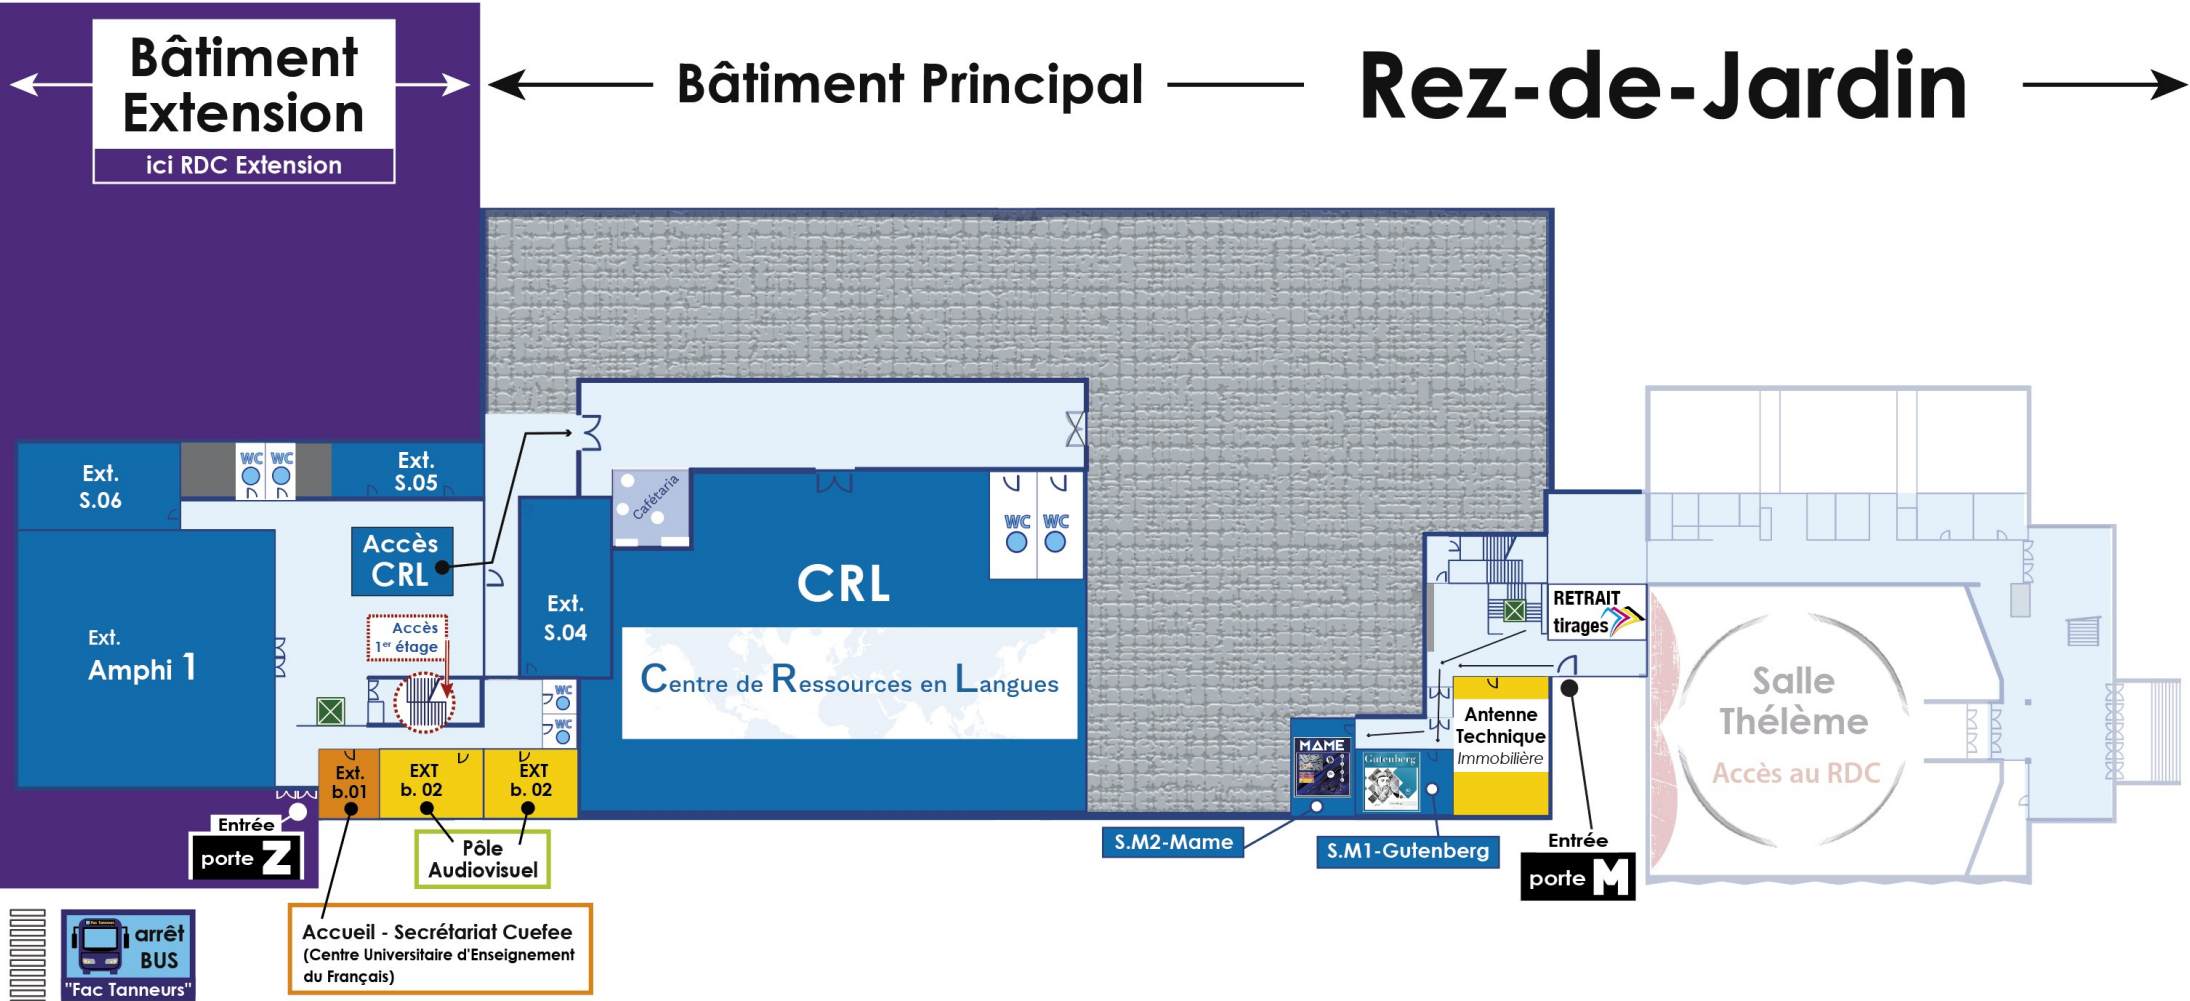 Bâtiment
Extension
ici RDC Extension
Bâtiment Principal
Rez-de-Jardin
Ext.
S.06
WC
WC
Ext.
S.05
Accès
CRL
Ext.
Amphi 1
Accès
1er étage
Ext.
S.04
Cafétaria
WC
WC
CRL
Centre de Ressources en Langues
WC
WC
Ext.
b.01
EXT
b. 02
EXT
b. 02
Entrée
porte Z
Pôle
Audiovisuel
Accueil - Secrétariat Cuefee
(Centre Universitaire d'Enseignement
du Français)
arrêt
BUS
"Fac Tanneurs"
Fac Tanneurs
RETRAIT
tirages
Antenne
Technique
Immobilière
MAME
Gutenberg
S.M2-Mame
S.M1-Gutenberg
Entrée
porte M
Salle
Thélème
Accès au RDC